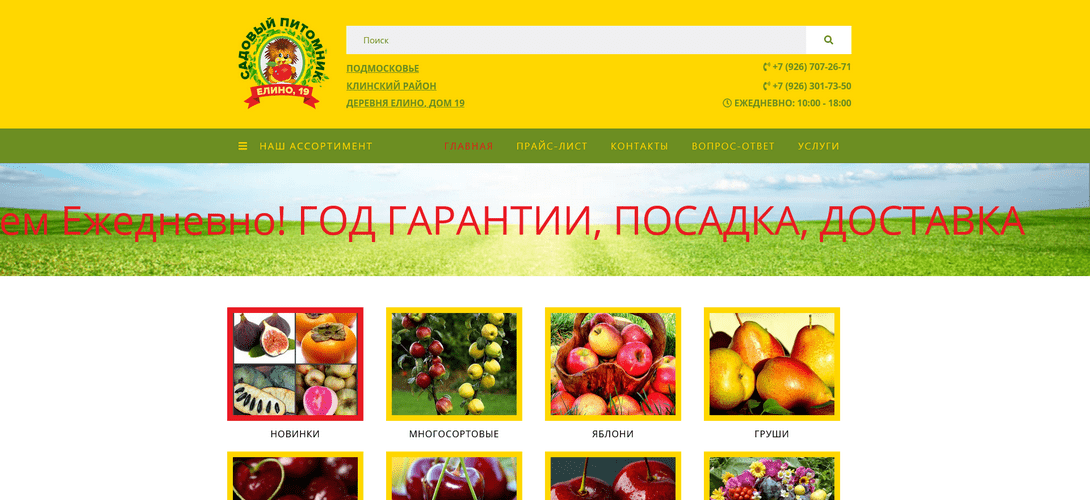 САДОВЫЙ ПИТОМНИК
ЕЛИНО, 19
Поиск
ПОДМОСКОВЬЕ
КЛИНСКИЙ РАЙОН
ДЕРЕВНЯ ЕЛИНО, ДОМ 19
+7 (926) 707-26-71
+7 (926) 301-73-50
ЕЖЕДНЕВНО: 10:00 - 18:00
НАШ АССОРТИМЕНТ ГЛАВНАЯ ПРАЙС-ЛИСТ КОНТАКТЫ ВОПРОС-ОТВЕТ УСЛУГИ
ем Ежедневно! ГОД ГАРАНТИИ, ПОСАДКА, ДОСТАВКА
НОВИНКИ МНОГОСОРТОВЫЕ ЯБЛОНИ ГРУШИ